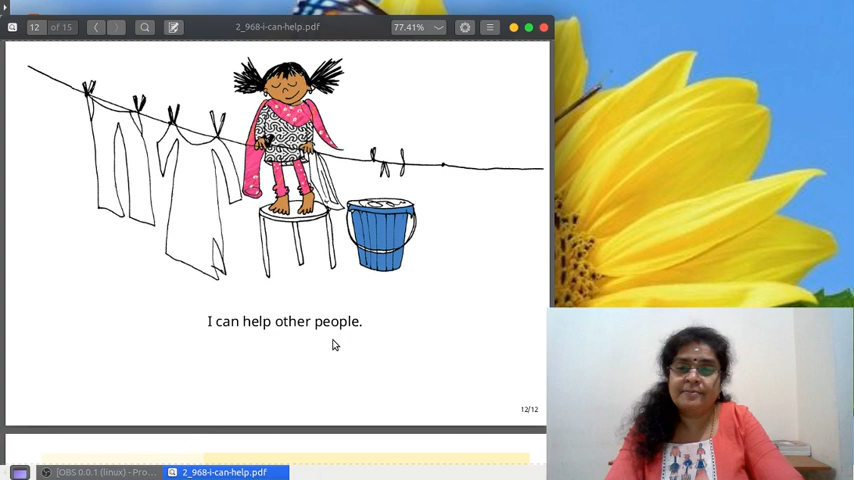 12 of 15
2_968-i-can-help.pdf
77.41%
I can help other people.
12/12
[OBS 0.0.1 (linux) - Pro...
2_968-i-can-help.pdf